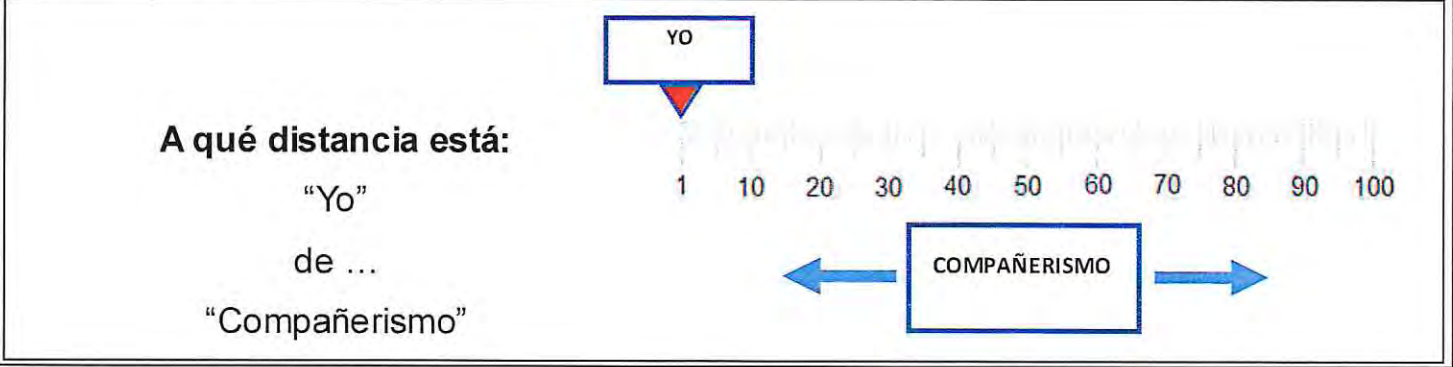 YO
A qué distancia está:
“Yo”
de ...
“Compañerismo”
1 10 20 30 40 50 60 70 80 90 100
COMPAÑERISMO